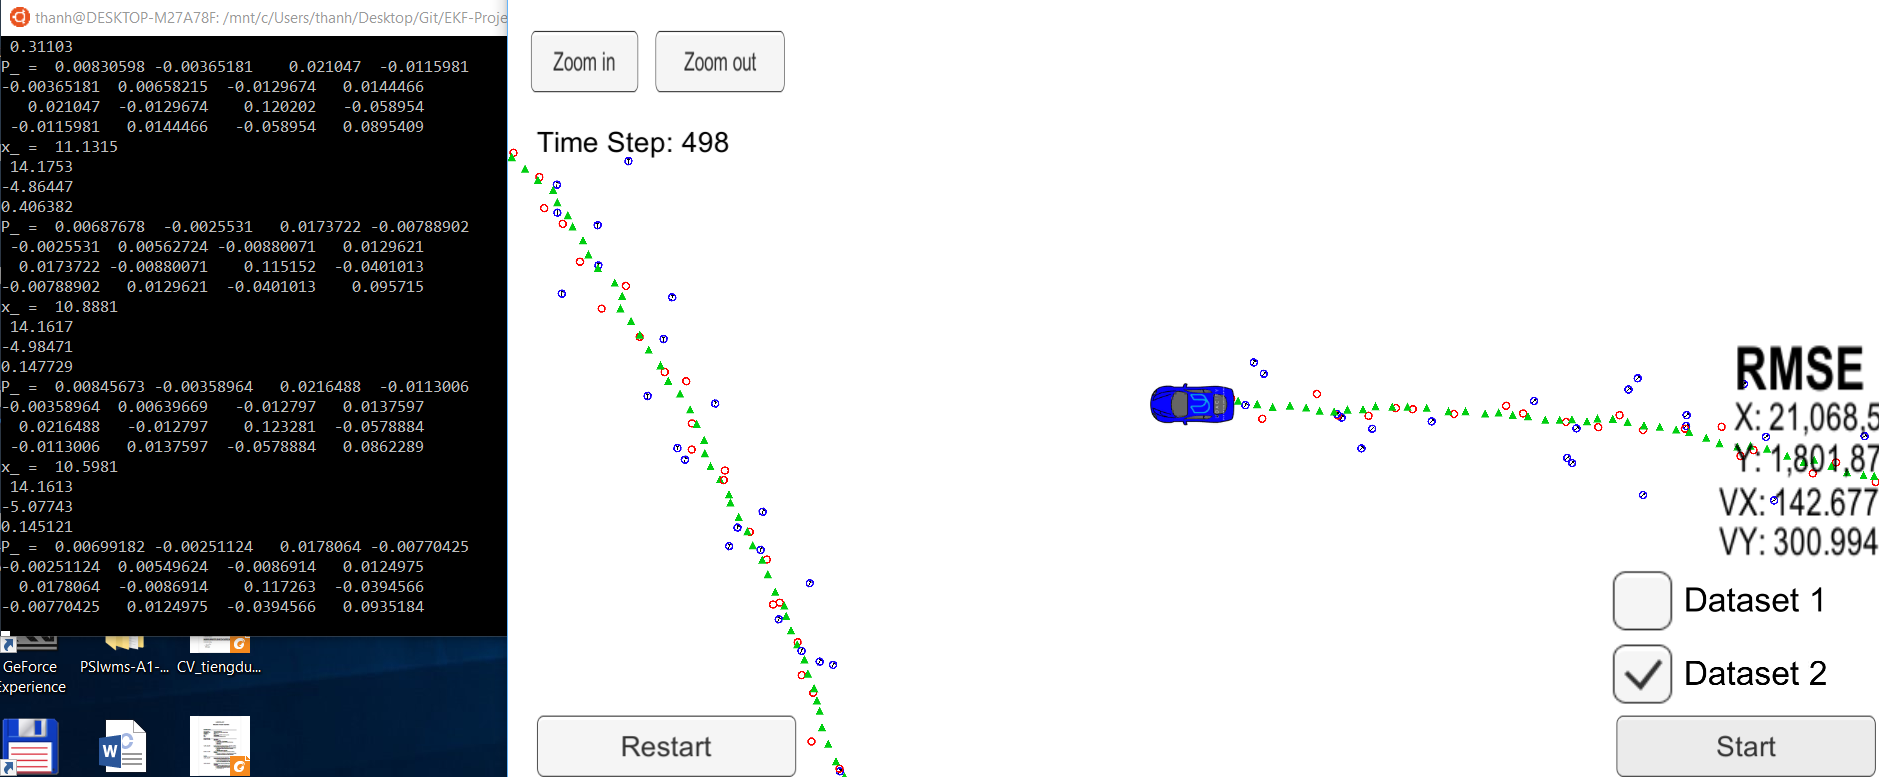 thanh@DESKTOP-M27A78F: /mnt/c/Users/thanh/Desktop/Git/EKF-Proje
0.31103
P_ = 0.00830598 -0.00365181 0.021047 -0.0115981
-0.00365181 0.00658215 -0.0129674 0.0144466
0.021047 -0.0129674 0.120202 -0.058954
-0.0115981 0.0144466 -0.058954 0.0895409
x_ = 11.1315
14.1753
-4.86447
0.406382
P_ = 0.00687678 -0.0025531 0.0173722 -0.00788902
-0.0025531 0.00562724 -0.00880071 0.0129621
0.0173722 -0.00880071 0.115152 -0.0401013
-0.00788902 0.0129621 -0.0401013 0.095715
x_ = 10.8881
14.1617
-4.98471
0.147729
P_ = 0.00845673 -0.00358964 0.0216488 -0.0113006
-0.00358964 0.00639669 -0.012797 0.0137597
0.0216488 -0.012797 0.123281 -0.0578884
-0.0113006 0.0137597 -0.0578884 0.0862289
x_ = 10.5981
14.1613
-5.07743
0.145121
P_ = 0.00699182 -0.00251124 0.0178064 -0.00770425
-0.00251124 0.00549624 -0.0086914 0.0124975
0.0178064 -0.0086914 0.117263 -0.0394566
-0.00770425 0.0124975 -0.0394566 0.0935184
GeForce
Experience
PSIwms-A1-...
CV_tiengdu...
Zoom in
Zoom out
Time Step: 498
RMSE
X: 21,068,5
Y: 1,801,87
VX: 142.677
VY: 300.994
Dataset 1
Dataset 2
Restart
Start